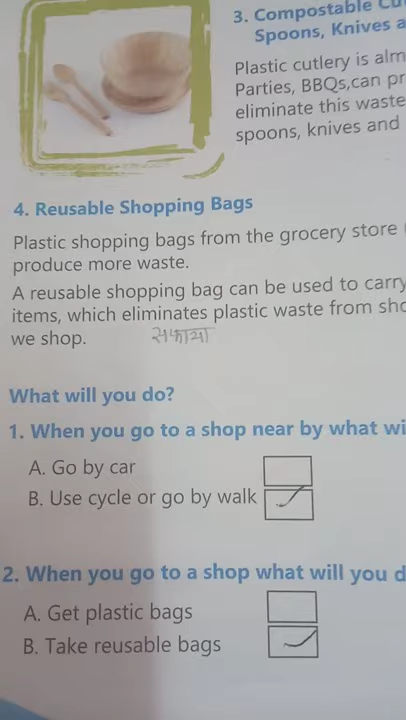 3. Compostable
Spoons, Knives
Plastic cutlery is
Parties, BBQs,can
eliminate this waste
spoons, knives and
4. Reusable Shopping Bags
Plastic shopping bags from the grocery store
produce more waste.
A reusable shopping bag can be used to carry
items, which eliminates plastic waste from
we shop.
सफाया
What will you do?
1. When you go to a shop near by what
A. Go by car
B. Use cycle or go by walk
2. When you go to a shop what will you
A. Get plastic bags
B. Take reusable bags